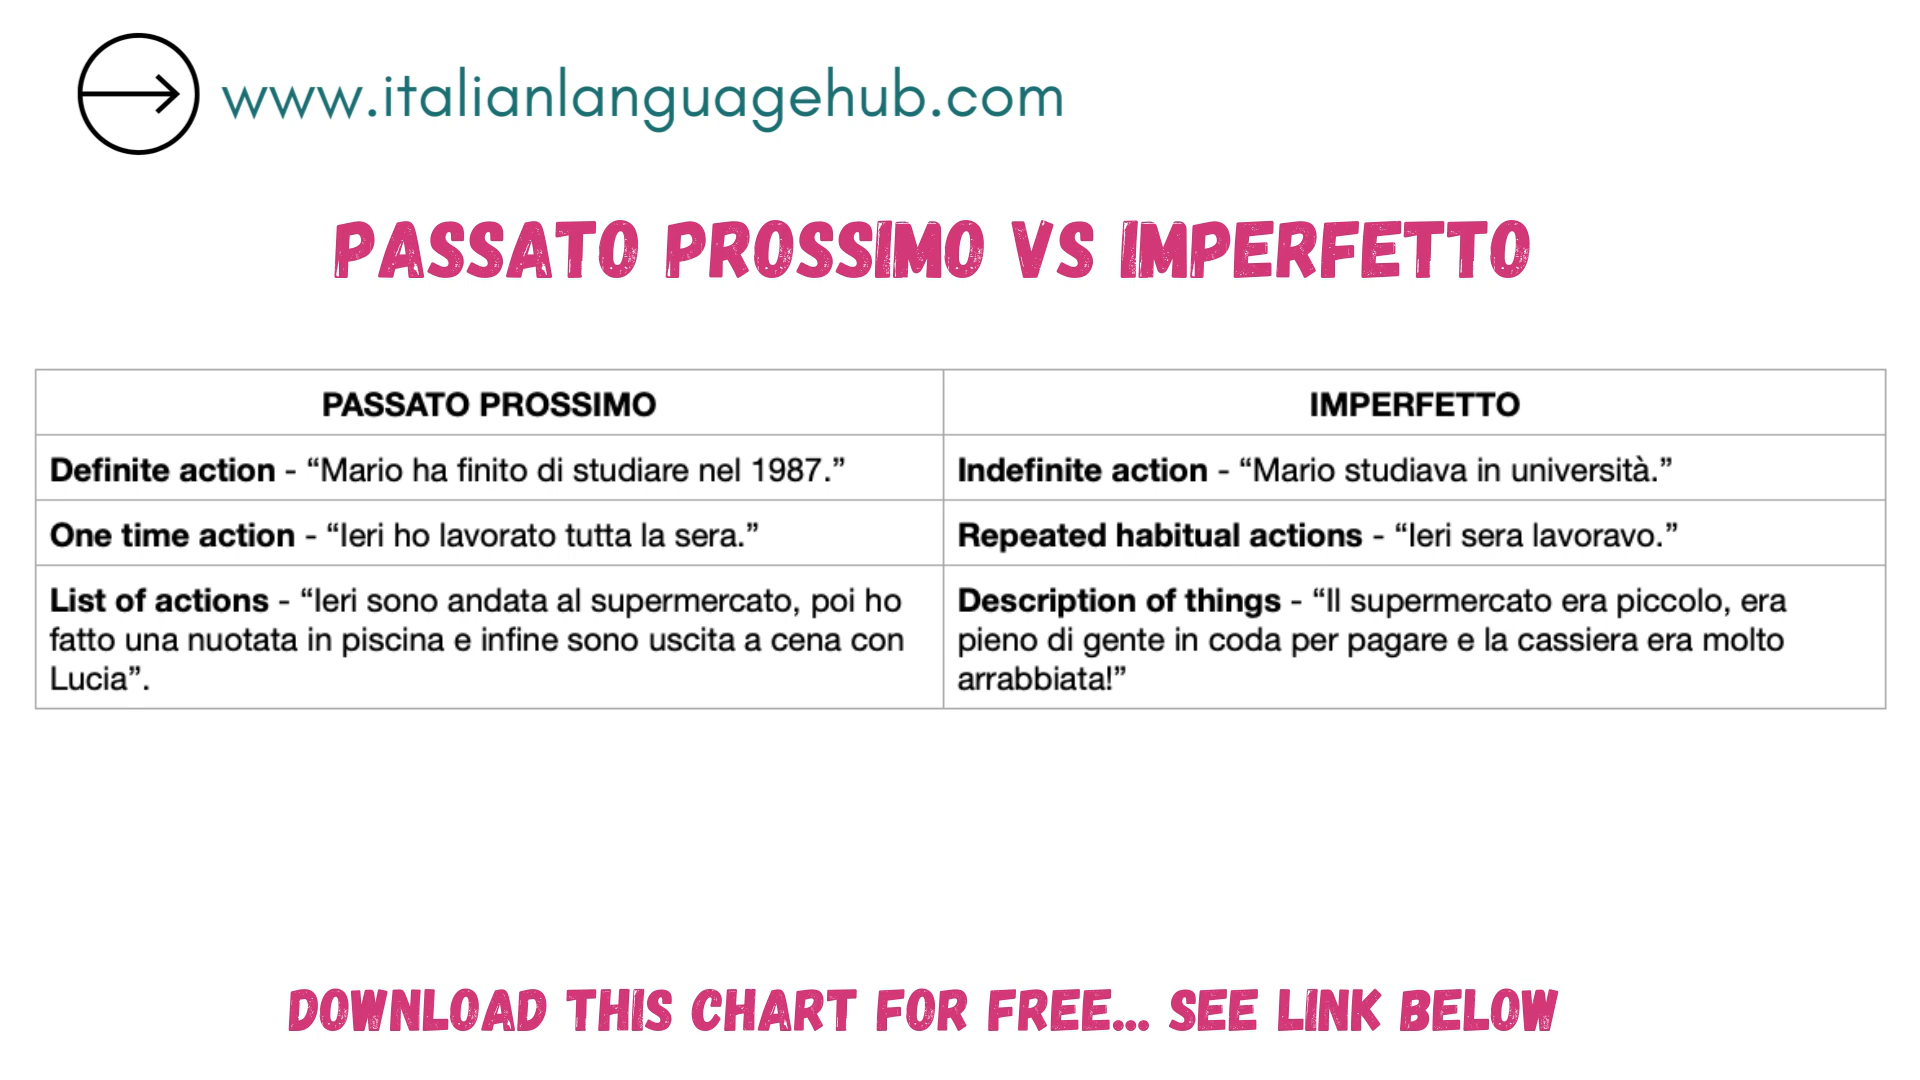 www.italianlanguagehub.com
PASSATO PROSSIMO VS IMPERFETTO
PASSATO PROSSIMO
IMPERFETTO
Definite action - “Mario ha finito di studiare nel 1987.”
Indefinite action - “Mario studiava in università.”
One time action - “Ieri ho lavorato tutta la sera.”
Repeated habitual actions - “Ieri sera lavoravo.”
List of actions - “Ieri sono andata al supermercato, poi ho
fatto una nuotata in piscina e infine sono uscita a cena con
Lucia”.
Description of things - “Il supermercato era piccolo, era
pieno di gente in coda per pagare e la cassiera era molto
arrabbiata!”
DOWNLOAD THIS CHART FOR FREE... SEE LINK BELOW